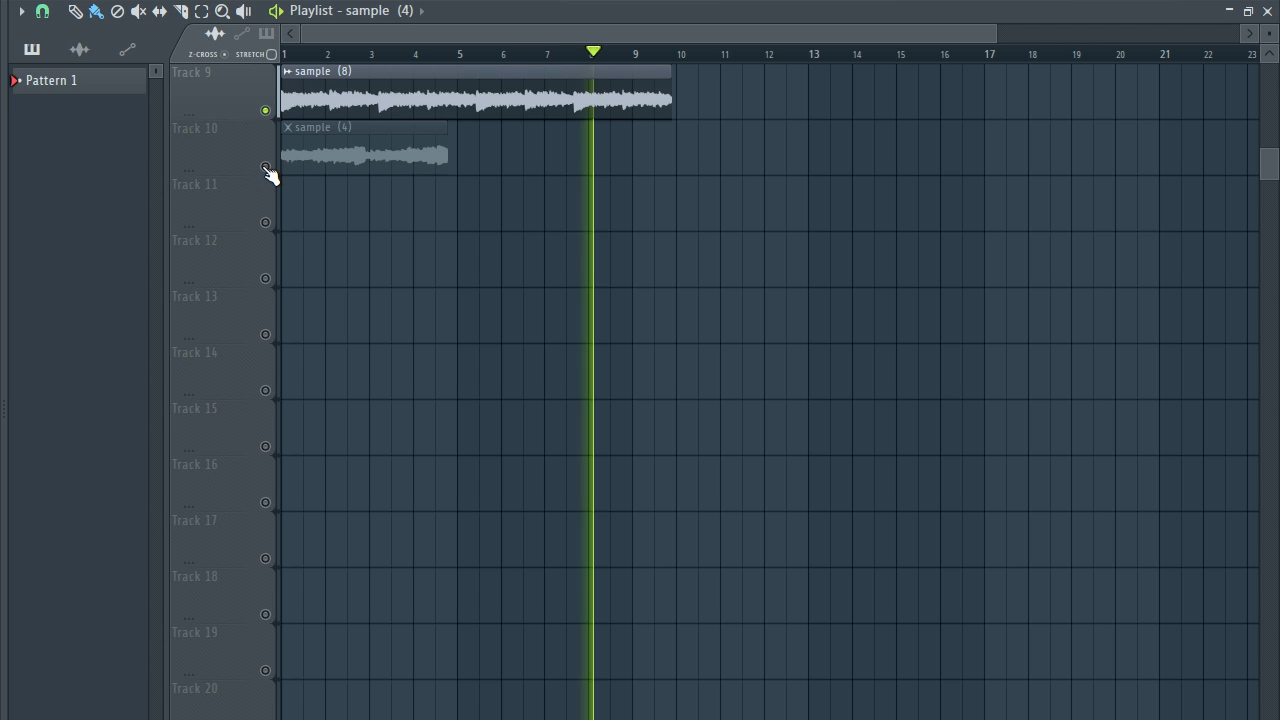 Playlist - sample (4)
Z-CROSS STRETCH
1 2 3 4 5 6 7 9 10 11 12 13 14 15 16 17 18 19 20 21 22 23
Pattern 1
Track 9
sample (8)
Track 10
sample (4)
Track 11
Track 12
Track 13
Track 14
Track 15
Track 16
Track 17
Track 18
Track 19
Track 20